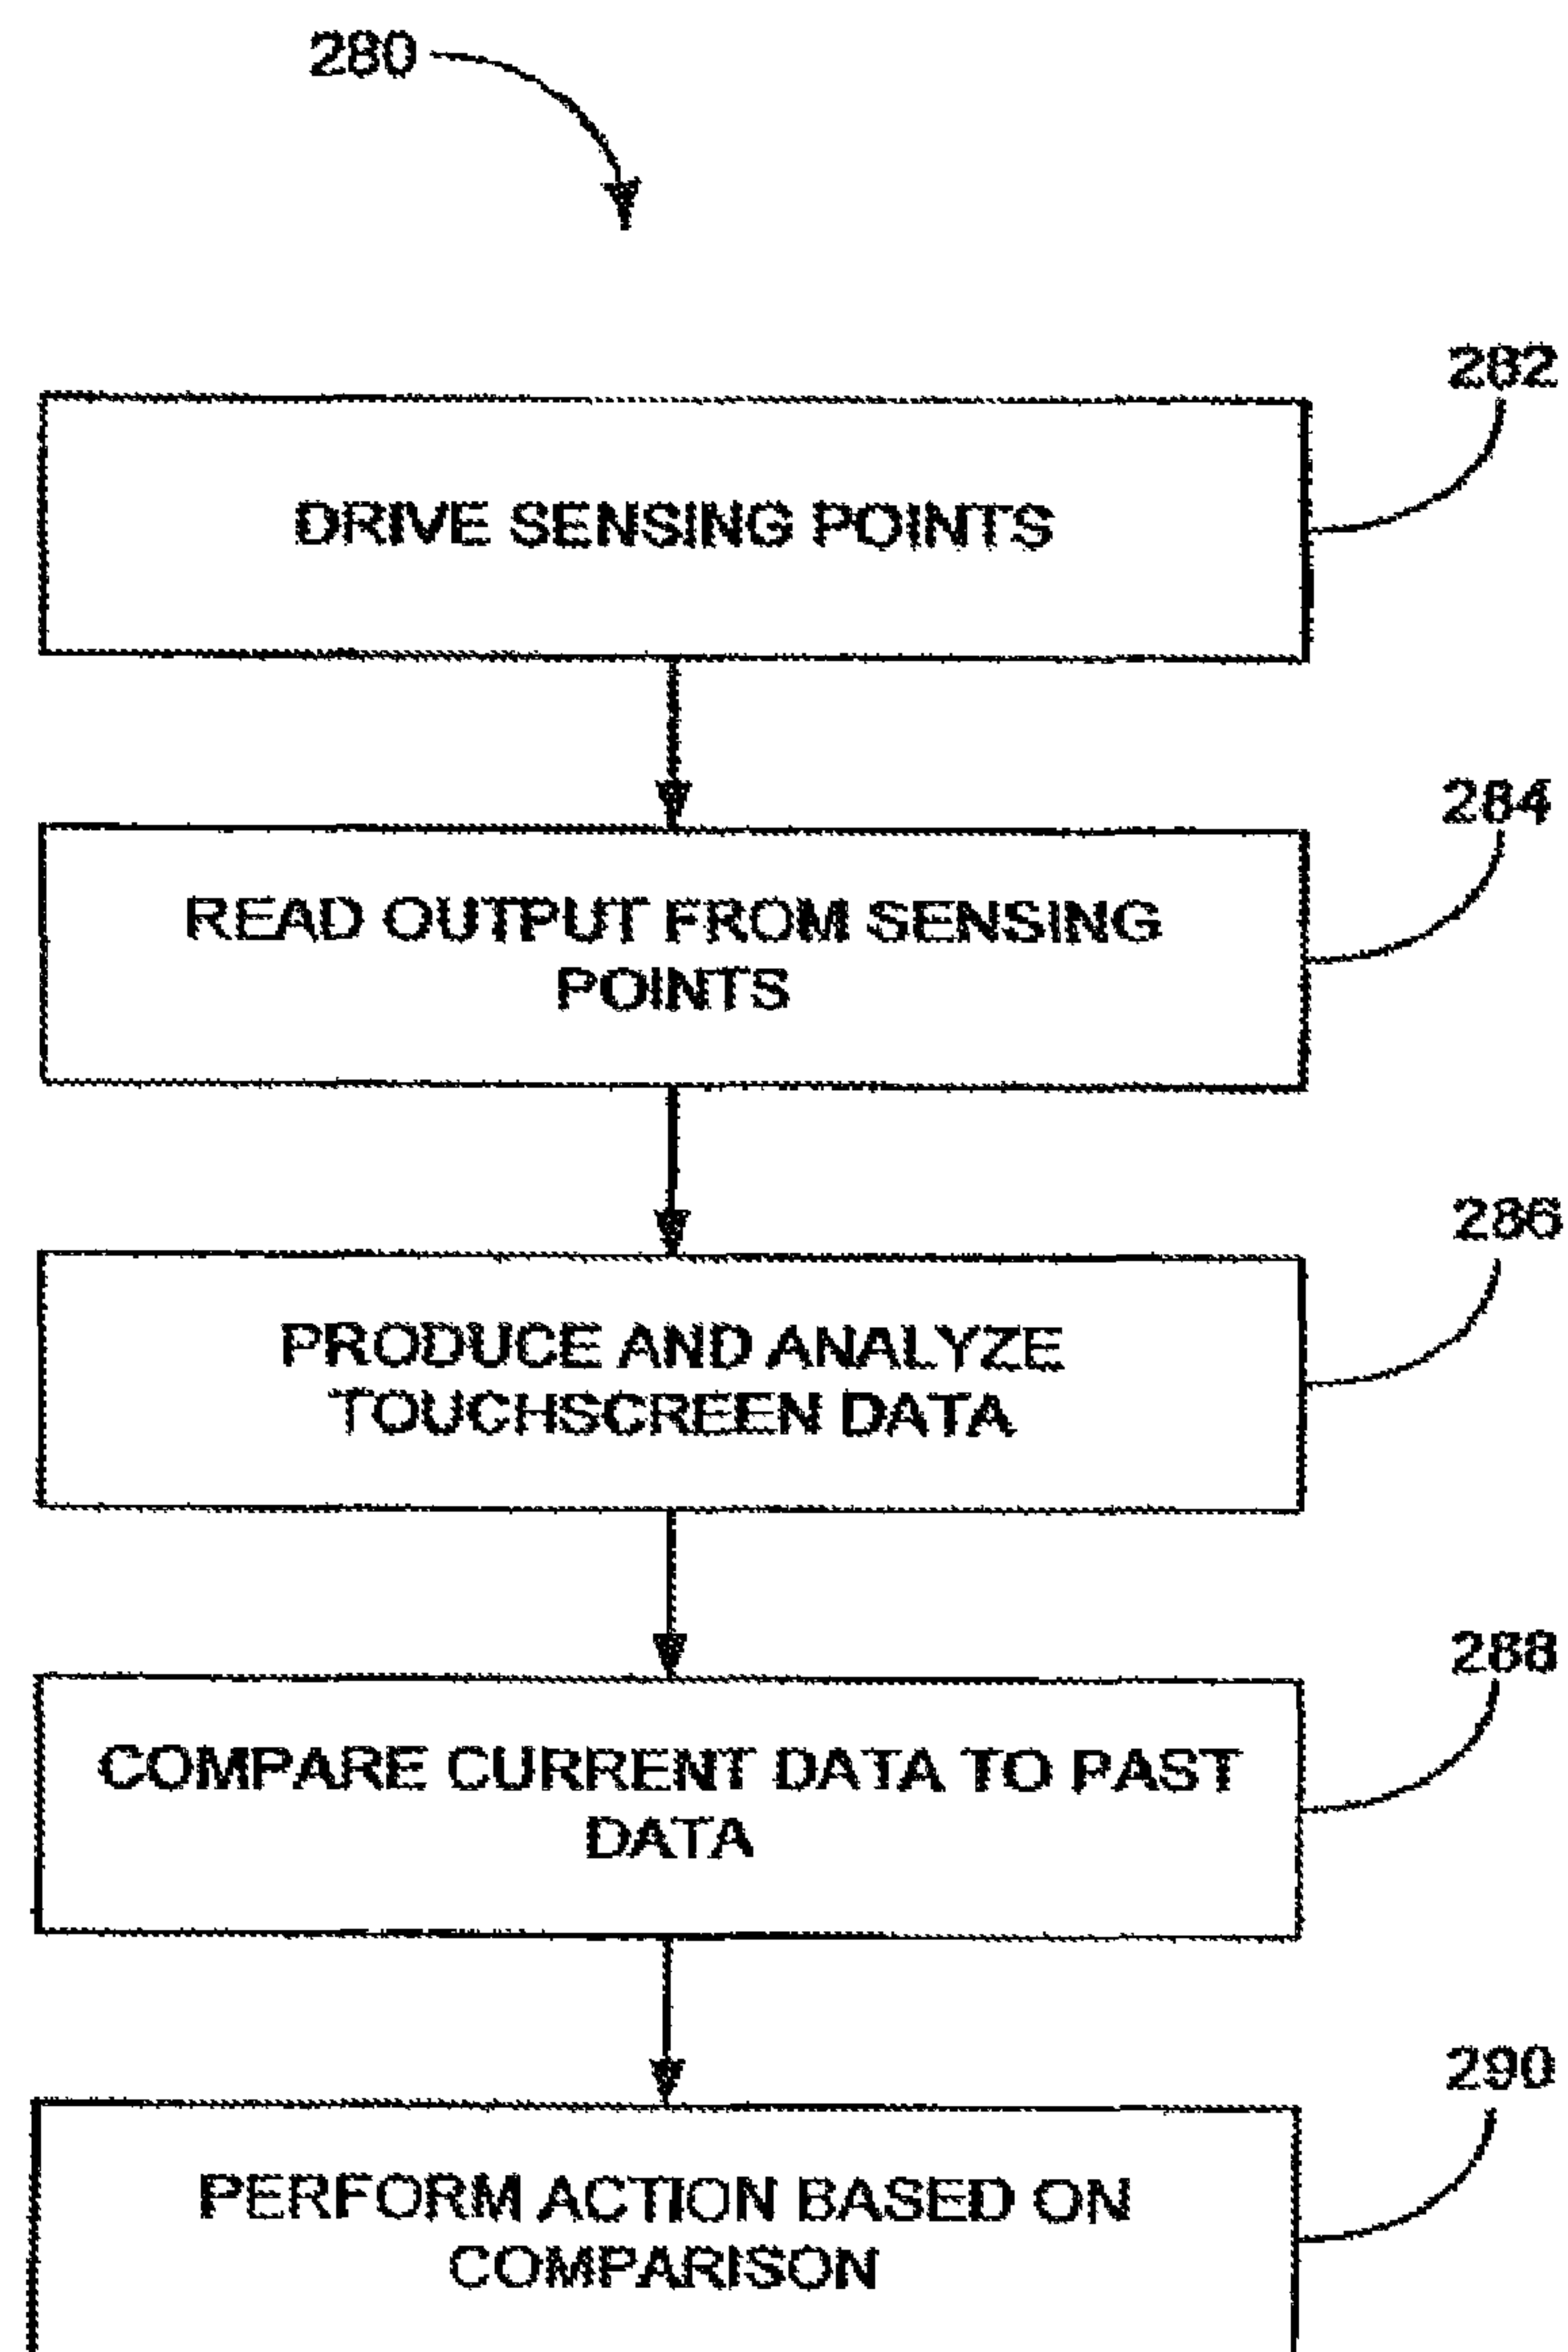 280
282
DRIVE SENSING POINTS
284
READ OUTPUT FROM SENSING
POINTS
286
PRODUCE AND ANALYZE
TOUCHSCREEN DATA
288
COMPARE CURRENT DATA TO PAST
DATA
290
PERFORM ACTION BASED ON
COMPARISON